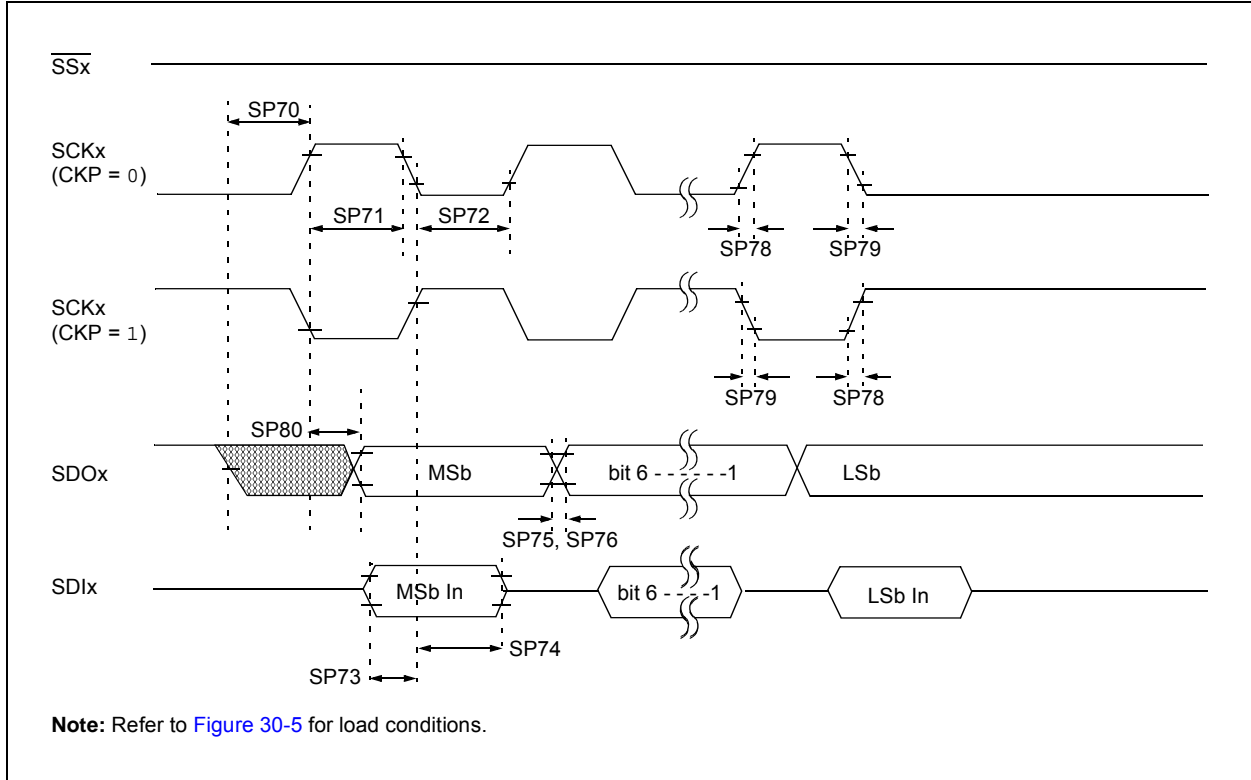 SSx
SP70
SCKx
(CKP = 0)
SP71
SP72
SP78
SP79
SCKx
(CKP = 1)
SP79
SP78
SP80
SDOx
MSb
bit 6 - - - - - - -1
LSb
SP75, SP76
SDIx
MSb In
bit 6 - - - - -1
LSb In
SP74
SP73
Note: Refer to Figure 30-5 for load conditions.